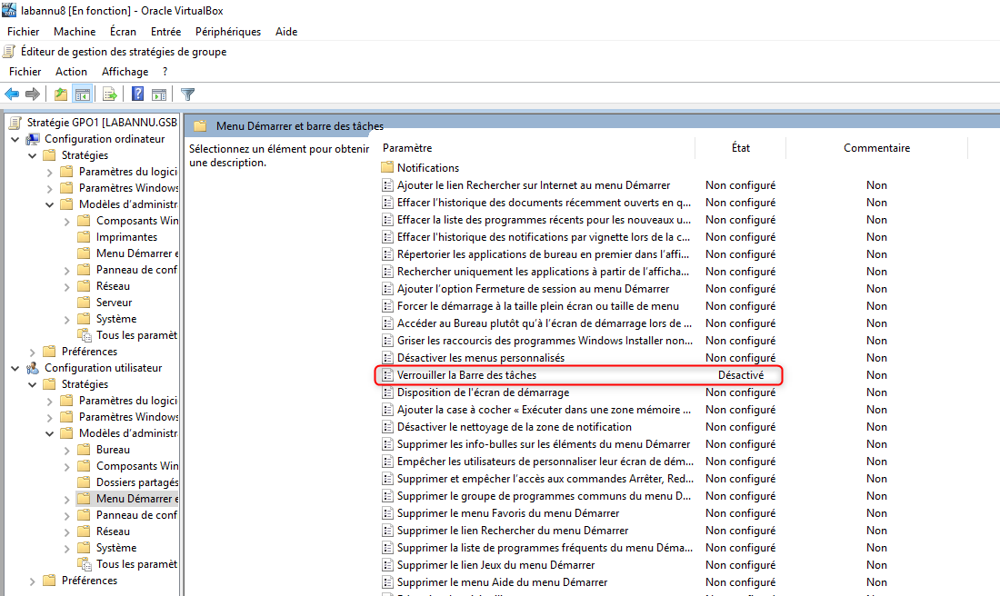 labannu8 [En fonction] - Oracle VirtualBox
Fichier Machine Écran Entrée Périphériques Aide
Éditeur de gestion des stratégies de groupe
Fichier Action Affichage ?
Stratégie GPO1 [LABANNU.GSB
Configuration ordinateur
Stratégies
Paramètres du logici
Paramètres Windows
Modèles d'administr
Composants Win
Imprimantes
Menu Démarrer e
Panneau de conf
Réseau
Serveur
Système
Tous les paramèt
Préférences
Configuration utilisateur
Stratégies
Paramètres du logici
Paramètres Windows
Modèles d'administr
Bureau
Composants Win
Dossiers partagés
Menu Démarrer e
Panneau de conf
Réseau
Système
Tous les paramèt
Préférences
Menu Démarrer et barre des tâches
Sélectionnez un élément pour obtenir
une description.
Paramètre État Commentaire
Notifications
Ajouter le lien Rechercher sur Internet au menu Démarrer Non configuré Non
Effacer l'historique des documents récemment ouverts en q... Non configuré Non
Effacer la liste des programmes récents pour les nouveaux u... Non configuré Non
Effacer l'historique des notifications par vignette lors de la c... Non configuré Non
Répertorier les applications de bureau en premier dans l'affi... Non configuré Non
Rechercher uniquement les applications à partir de l'afficha... Non configuré Non
Ajouter l'option Fermeture de session au menu Démarrer Non configuré Non
Forcer le démarrage à la taille plein écran ou taille de menu Non configuré Non
Accéder au Bureau plutôt qu'à l'écran de démarrage lors de ... Non configuré Non
Griser les raccourcis des programmes Windows Installer non... Non configuré Non
Désactiver les menus personnalisés Non configuré Non
Verrouiller la Barre des tâches Désactivé Non
Disposition de l'écran de démarrage Non configuré Non
Ajouter la case à cocher « Exécuter dans une zone mémoire ... Non configuré Non
Désactiver le nettoyage de la zone de notification Non configuré Non
Supprimer les info-bulles sur les éléments du menu Démarrer Non configuré Non
Empêcher les utilisateurs de personnaliser leur écran de dém... Non configuré Non
Supprimer et empêcher l'accès aux commandes Arrêter, Red... Non configuré Non
Supprimer le groupe de programmes communs du menu D... Non configuré Non
Supprimer le menu Favoris du menu Démarrer Non configuré Non
Supprimer le lien Rechercher du menu Démarrer Non configuré Non
Supprimer la liste de programmes fréquents du menu Déma... Non configuré Non
Supprimer le lien Jeux du menu Démarrer Non configuré Non
Supprimer le menu Aide du menu Démarrer Non configuré Non